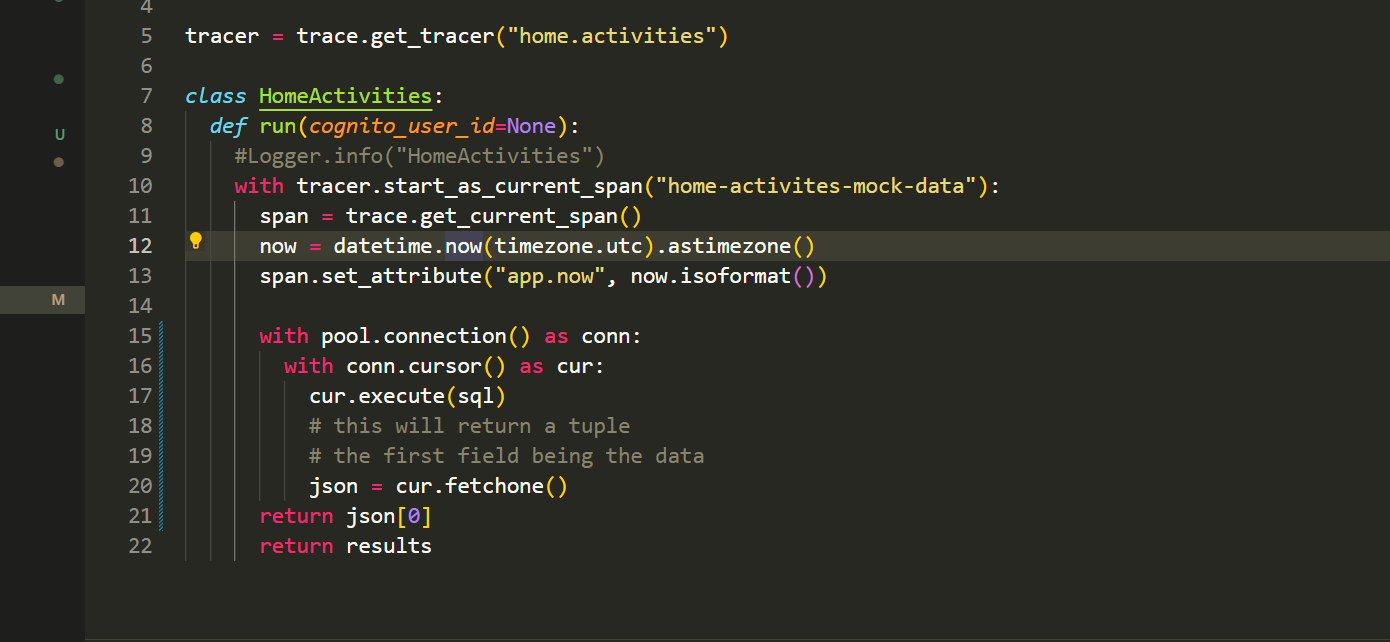 4
5 tracer = trace.get_tracer("home.activities")
6
7 class HomeActivities:
U
8 def run(cognito_user_id=None):
9 #Logger.info("HomeActivities")
10 with tracer.start_as_current_span("home-activites-mock-data"):
11 span = trace.get_current_span()
12 now = datetime.now(timezone.utc).astimezone()
13 span.set_attribute("app.now", now.isoformat())
M
14
15 with pool.connection() as conn:
16 with conn.cursor() as cur:
17 cur.execute(sql)
18 # this will return a tuple
19 # the first field being the data
20 json = cur.fetchone()
21 return json[0]
22 return results